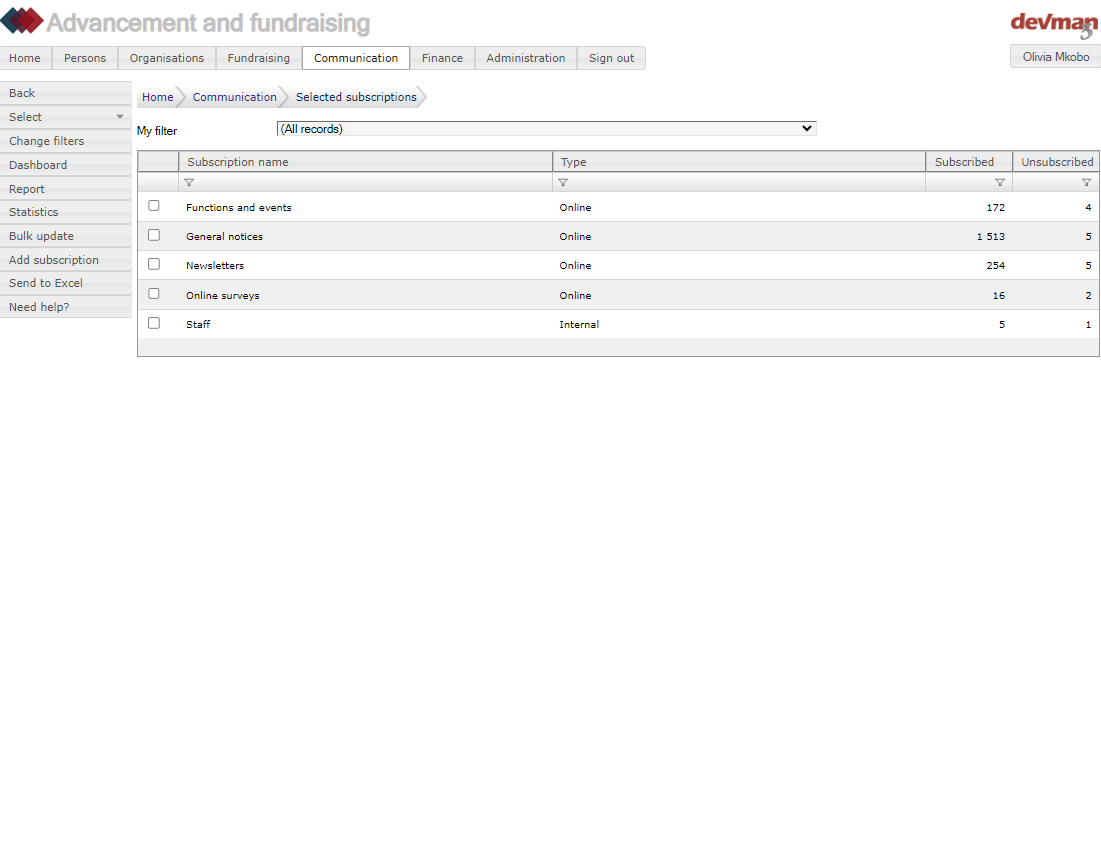 Advancement and fundraising
devman
3
Home Persons Organisations Fundraising Communication Finance Administration Sign out
Olivia Mkobo
Back
Select
Change filters
Dashboard
Report
Statistics
Bulk update
Add subscription
Send to Excel
Need help?
Home Communication Selected subscriptions
My filter (All records)
Subscription name Type Subscribed Unsubscribed
Functions and events Online 172 4
General notices Online 1 513 5
Newsletters Online 254 5
Online surveys Online 16 2
Staff Internal 5 1